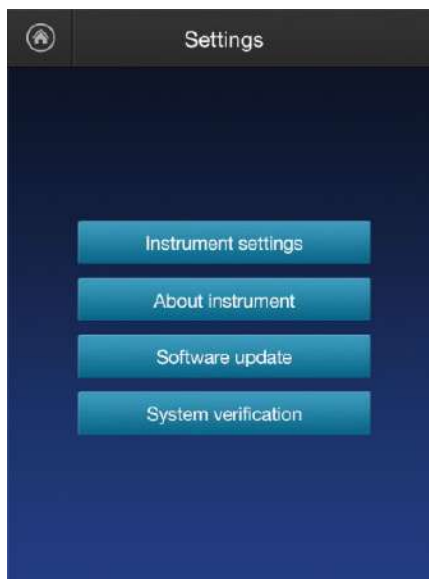 Settings
Instrument settings
About instrument
Software update
System verification